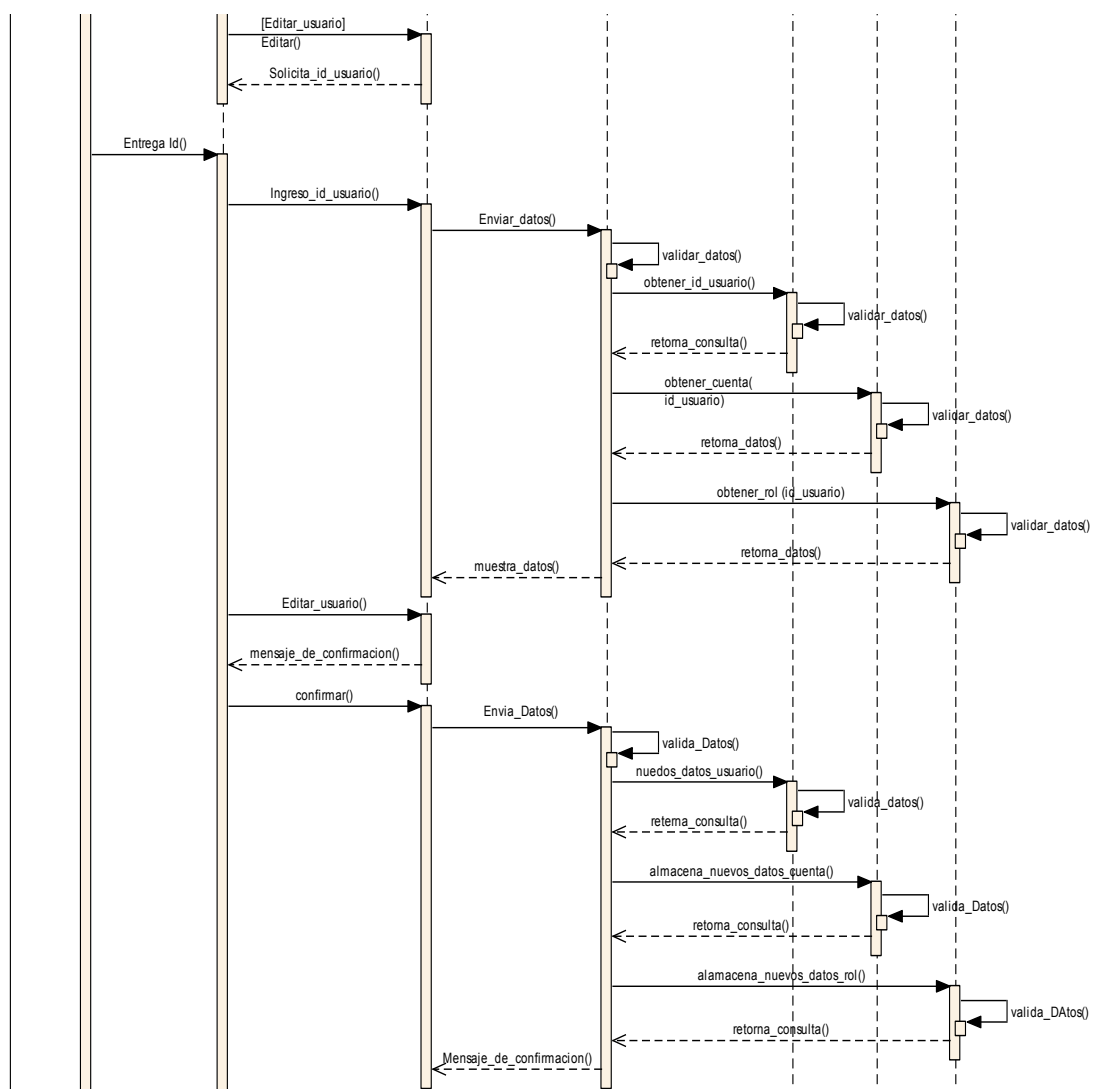 [Editar_usuario]
Editar()
Solicita_id_usuario()
Entrega Id()
Ingreso_id_usuario()
Enviar_datos()
validar_datos()
obtener_id_usuario()
validar_datos()
retorna_consulta()
obtener_cuenta(
id_usuario)
validar_datos()
retorna_datos()
obtener_rol (id_usuario)
validar_datos()
retorna_datos()
muestra_datos()
Editar_usuario()
mensaje_de_confirmacion()
confirmar()
Envia_Datos()
valida_Datos()
nuedos_datos_usuario()
valida_datos()
reterna_consulta()
almacena_nuevos_datos_cuenta()
valida_Datos()
retorna_consulta()
alamacena_nuevos_datos_rol()
valida_DAtos()
retorna_consulta()
Mensaje_de_confirmacion()